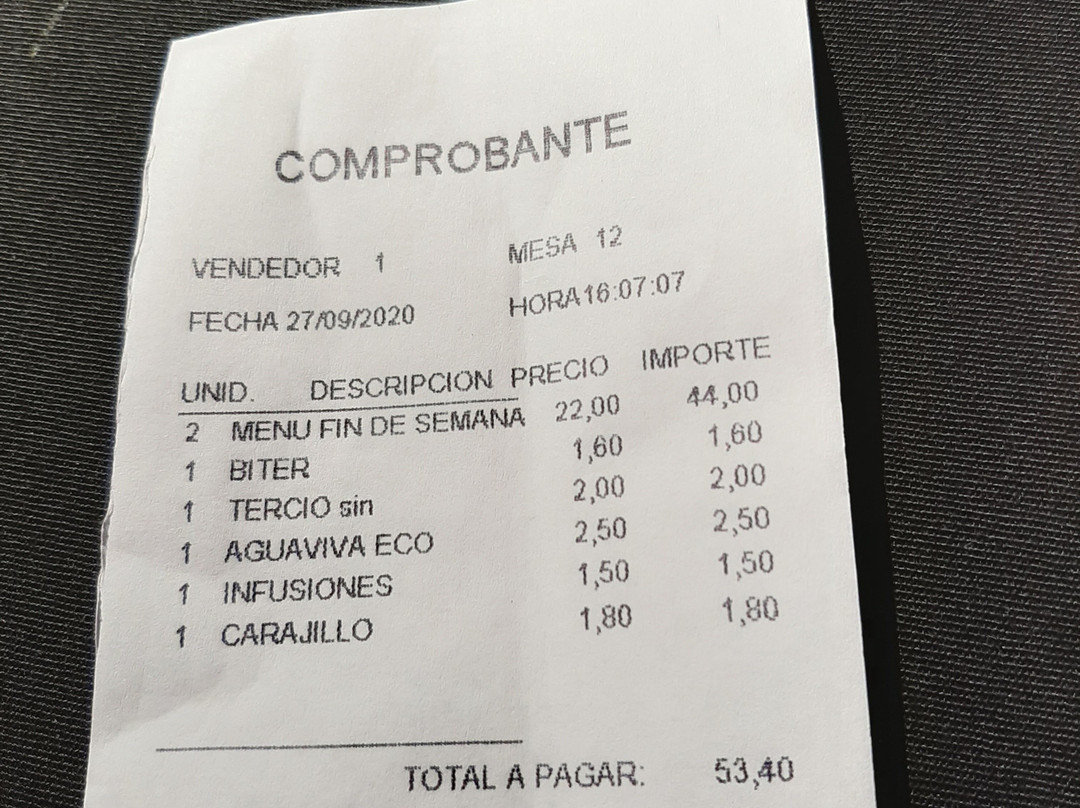 COMPROBANTE
VENDEDOR 1 MESA 12
FECHA 27/09/2020 HORA16:07:07
UNID. DESCRIPCION PRECIO IMPORTE
2 MENU FIN DE SEMANA 22,00 44,00
1 BITER 1,60 1,60
1 TERCIO sin 2,00 2,00
1 AGUAVIVA ECO 2,50 2,50
1 INFUSIONES 1,50 1,50
1 CARAJILLO 1,80 1,80
TOTAL A PAGAR: 53,40